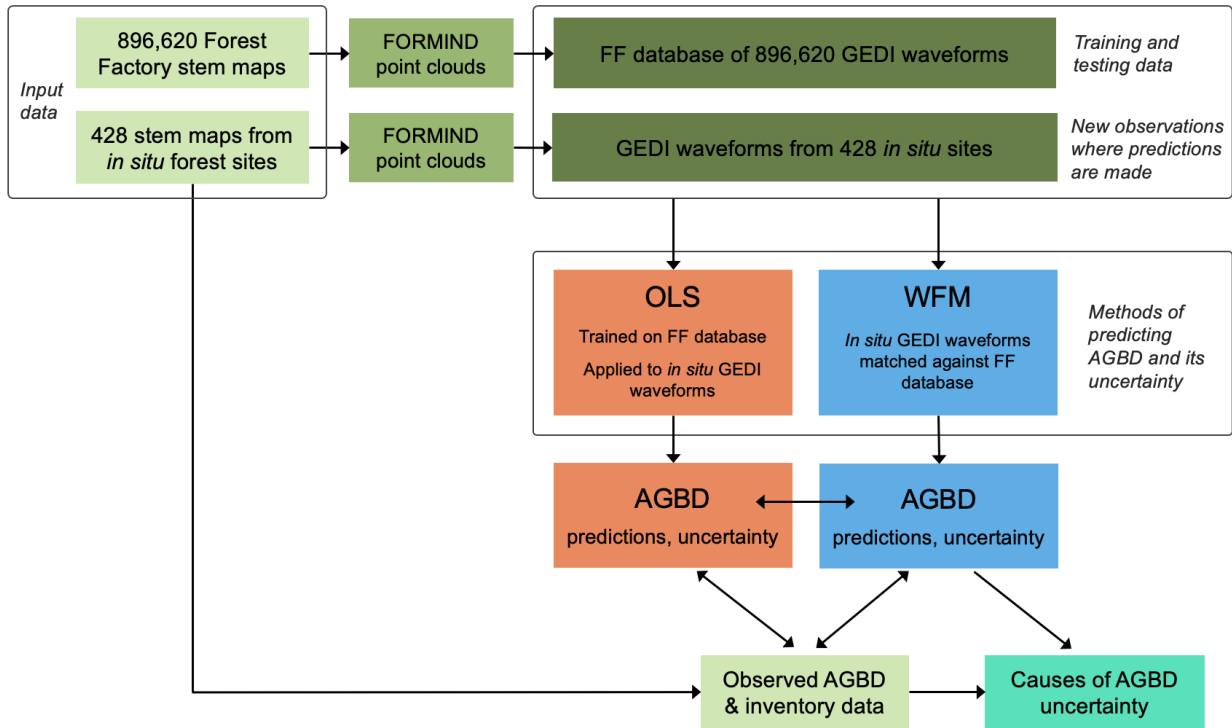 Input
data
896,620 Forest
Factory stem maps
FORMIND
point clouds
FF database of 896,620 GEDI waveforms
Training and
testing data
428 stem maps from
in situ forest sites
FORMIND
point clouds
GEDI waveforms from 428 in situ sites
New observations
where predictions
are made
OLS
Trained on FF database
Applied to in situ GEDI
waveforms
WFM
In situ GEDI waveforms
matched against FF
database
Methods of
predicting
AGBD and its
uncertainty
AGBD
predictions, uncertainty
AGBD
predictions, uncertainty
Observed AGBD
& inventory data
Causes of AGBD
uncertainty